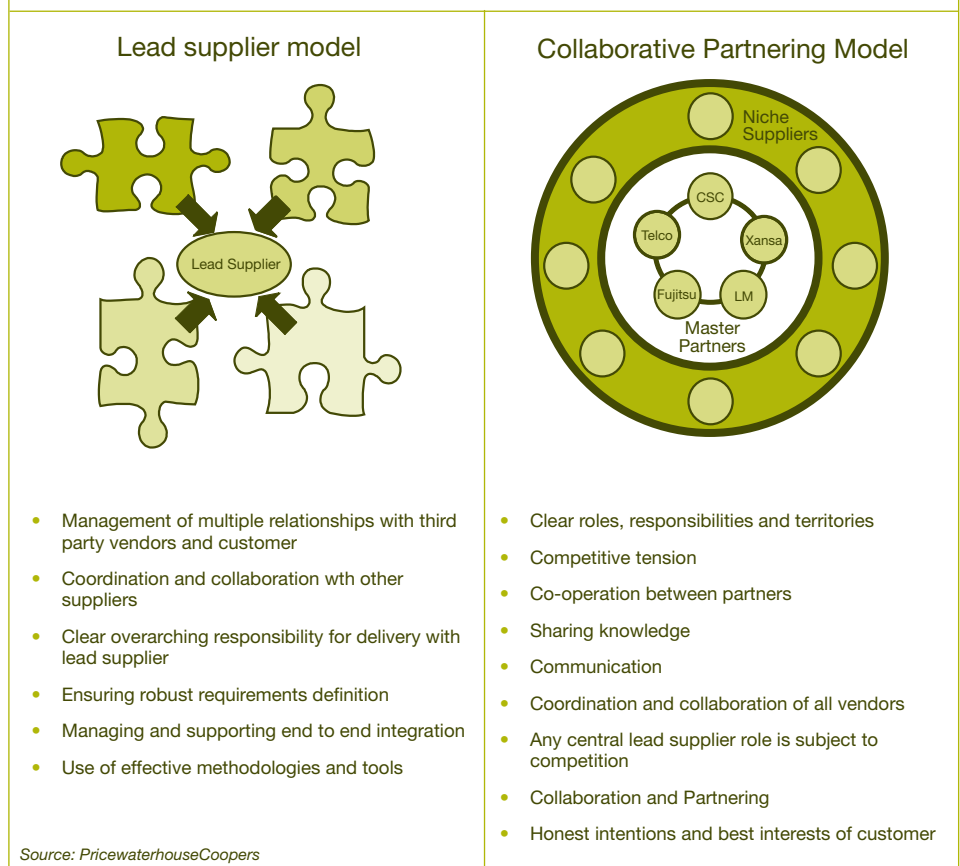 Lead supplier model
Lead Supplier
• Management of multiple relationships with third
party vendors and customer
• Coordination and collaboration wth other
suppliers
• Clear overarching responsibility for delivery with
lead supplier
• Ensuring robust requirements definition
• Managing and supporting end to end integration
• Use of effective methodologies and tools
Source: PricewaterhouseCoopers
Collaborative Partnering Model
Niche
Suppliers
CSC
Telco
Xansa
Fujitsu
LM
Master
Partners
• Clear roles, responsibilities and territories
• Competitive tension
• Co-operation between partners
• Sharing knowledge
• Communication
• Coordination and collaboration of all vendors
• Any central lead supplier role is subject to
competition
• Collaboration and Partnering
• Honest intentions and best interests of customer